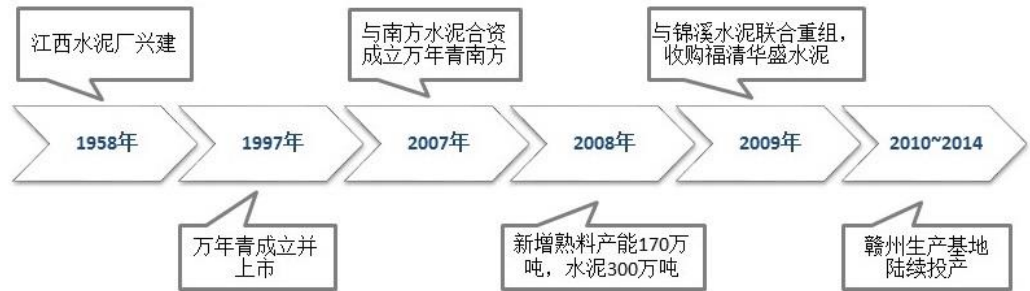 江西水泥厂兴建
与南方水泥合资
成立万年青南方
与锦溪水泥联合重组，
收购福清华盛水泥
1958年
1997年
2007年
2008年
2009年
2010~2014
万年青成立并
上市
新增熟料产能170万
吨，水泥300万吨
赣州生产基地
陆续投产